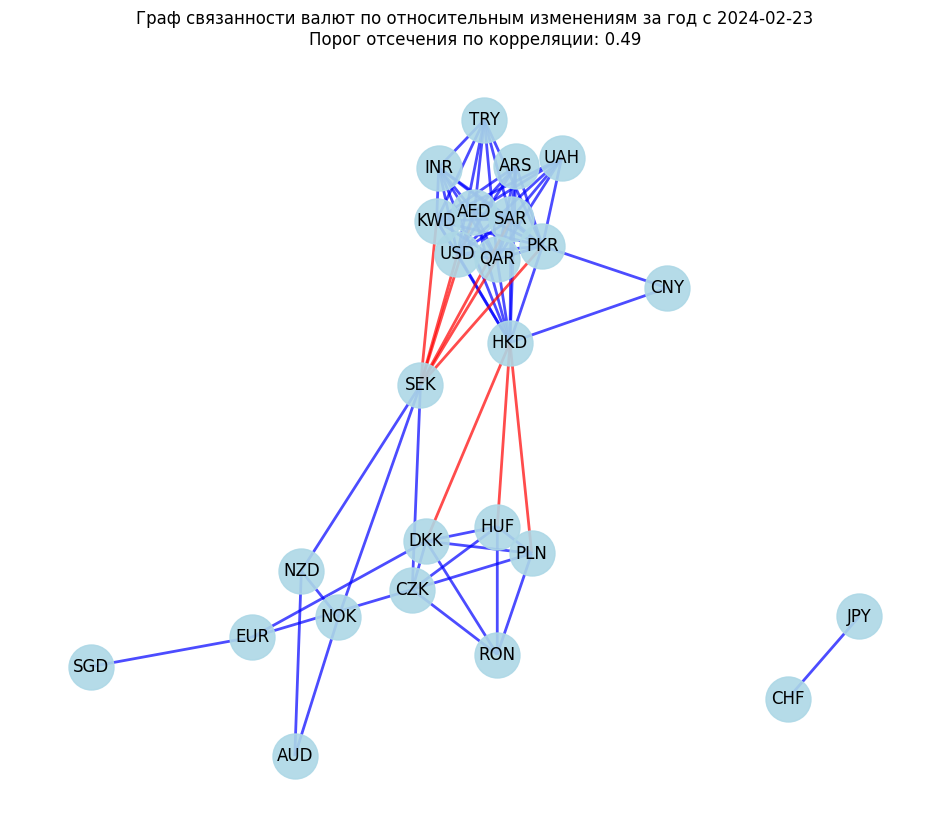 Граф связанности валют по относительным изменениям за год с 2024-02-23
Порог отсечения по корреляции: 0.49
TRY
INR
ARS
UAH
KWD
AED
SAR
USD
QAR
PKR
CNY
HKD
SEK
DKK
HUF
PLN
NZD
CZK
NOK
EUR
JPY
SGD
RON
CHF
AUD